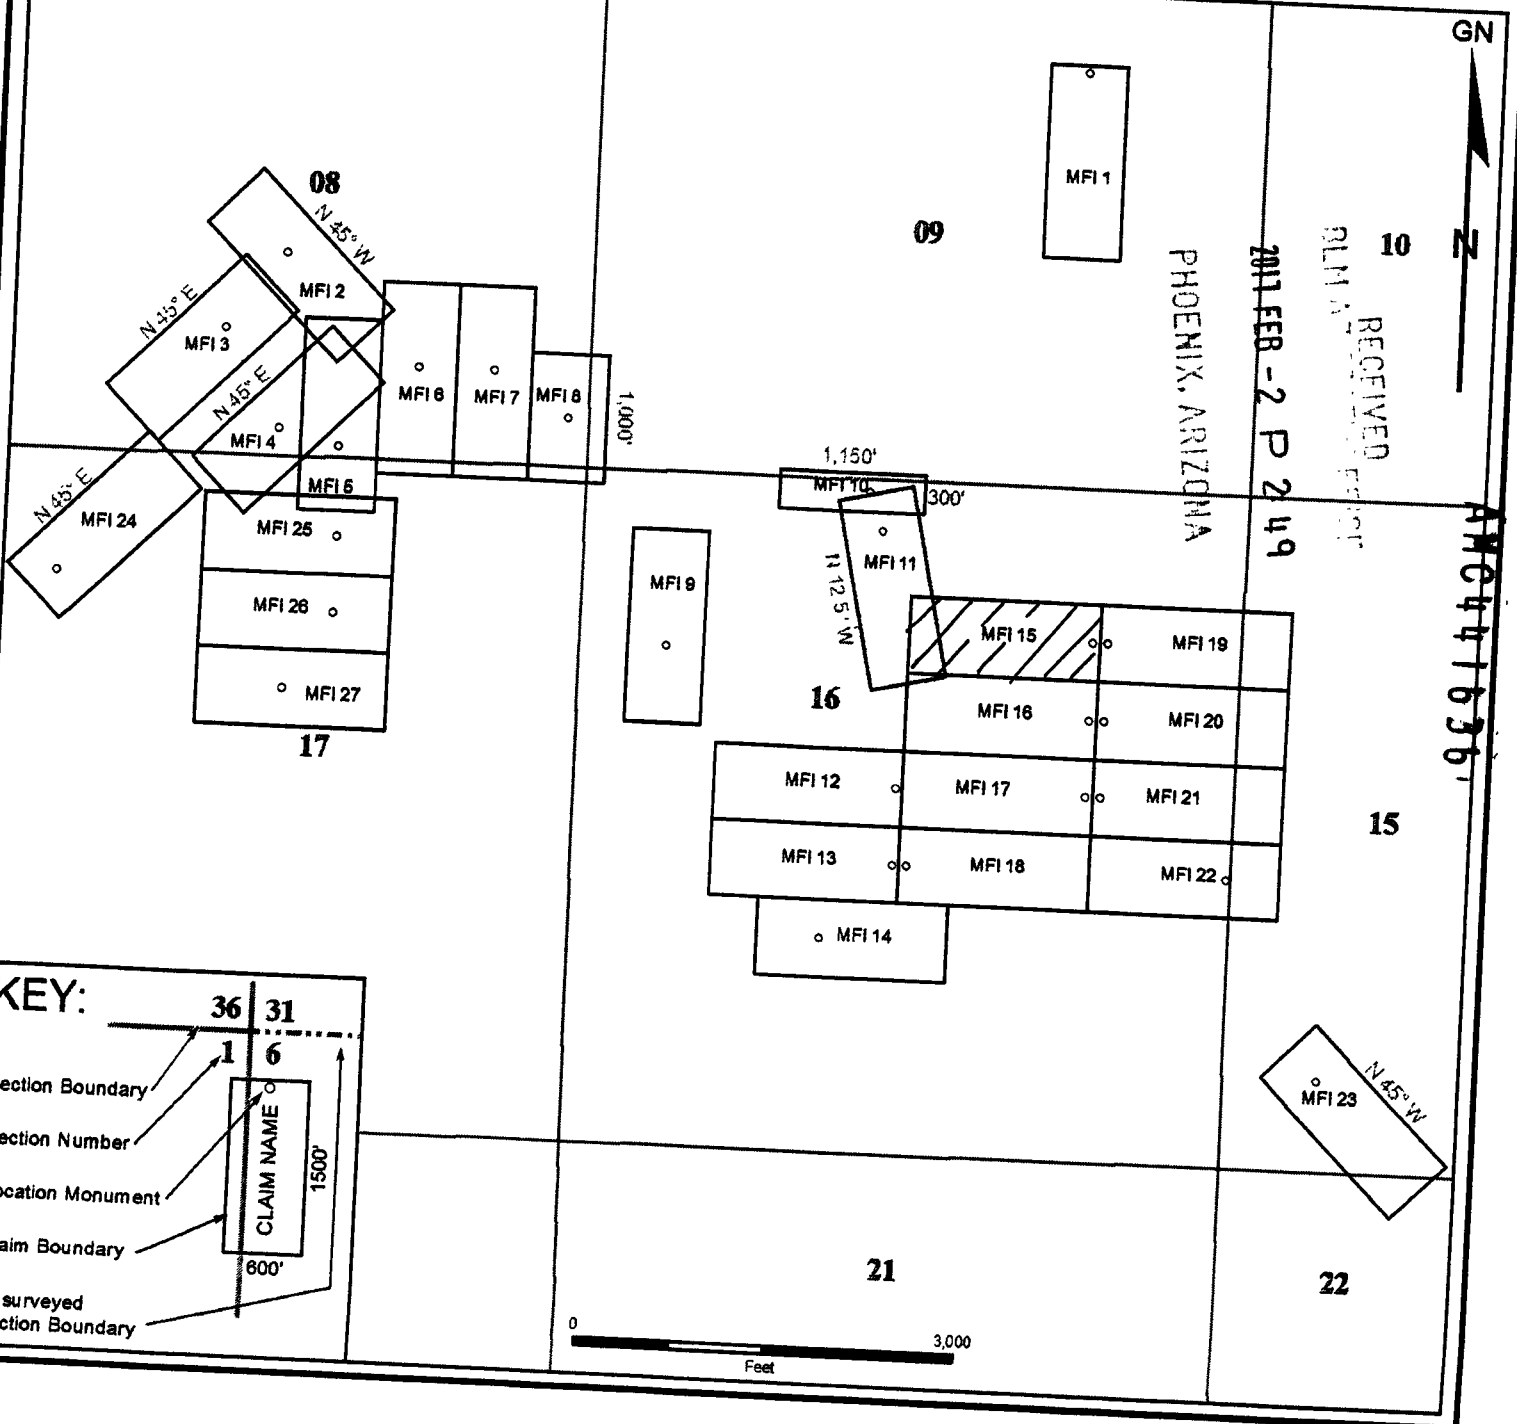 GN
N
08
09
10
MFI 1
N 45° W
MFI 2
N 45° E
MFI 3
N 45° E
MFI 4
MFI 5
MFI 6
MFI 7
MFI 8
1,000'
RECEIVED
2017 FEB -2 P 2:49
PHOENIX, ARIZONA
AMC441636
1,150'
MFI 10
300'
N 45° E
MFI 24
MFI 25
MFI 26
MFI 27
17
MFI 9
MFI 11
N 12.5° W
16
MFI 15
MFI 19
MFI 16
MFI 20
MFI 12
MFI 17
MFI 21
MFI 13
MFI 18
MFI 22
MFI 14
15
MFI 23
N 45° W
21
22
KEY:
36 31
1 6
ection Boundary
ection Number
ocation Monument
aim Boundary
surveyed
ction Boundary
CLAIM NAME
1500'
600'
0
3,000
Feet